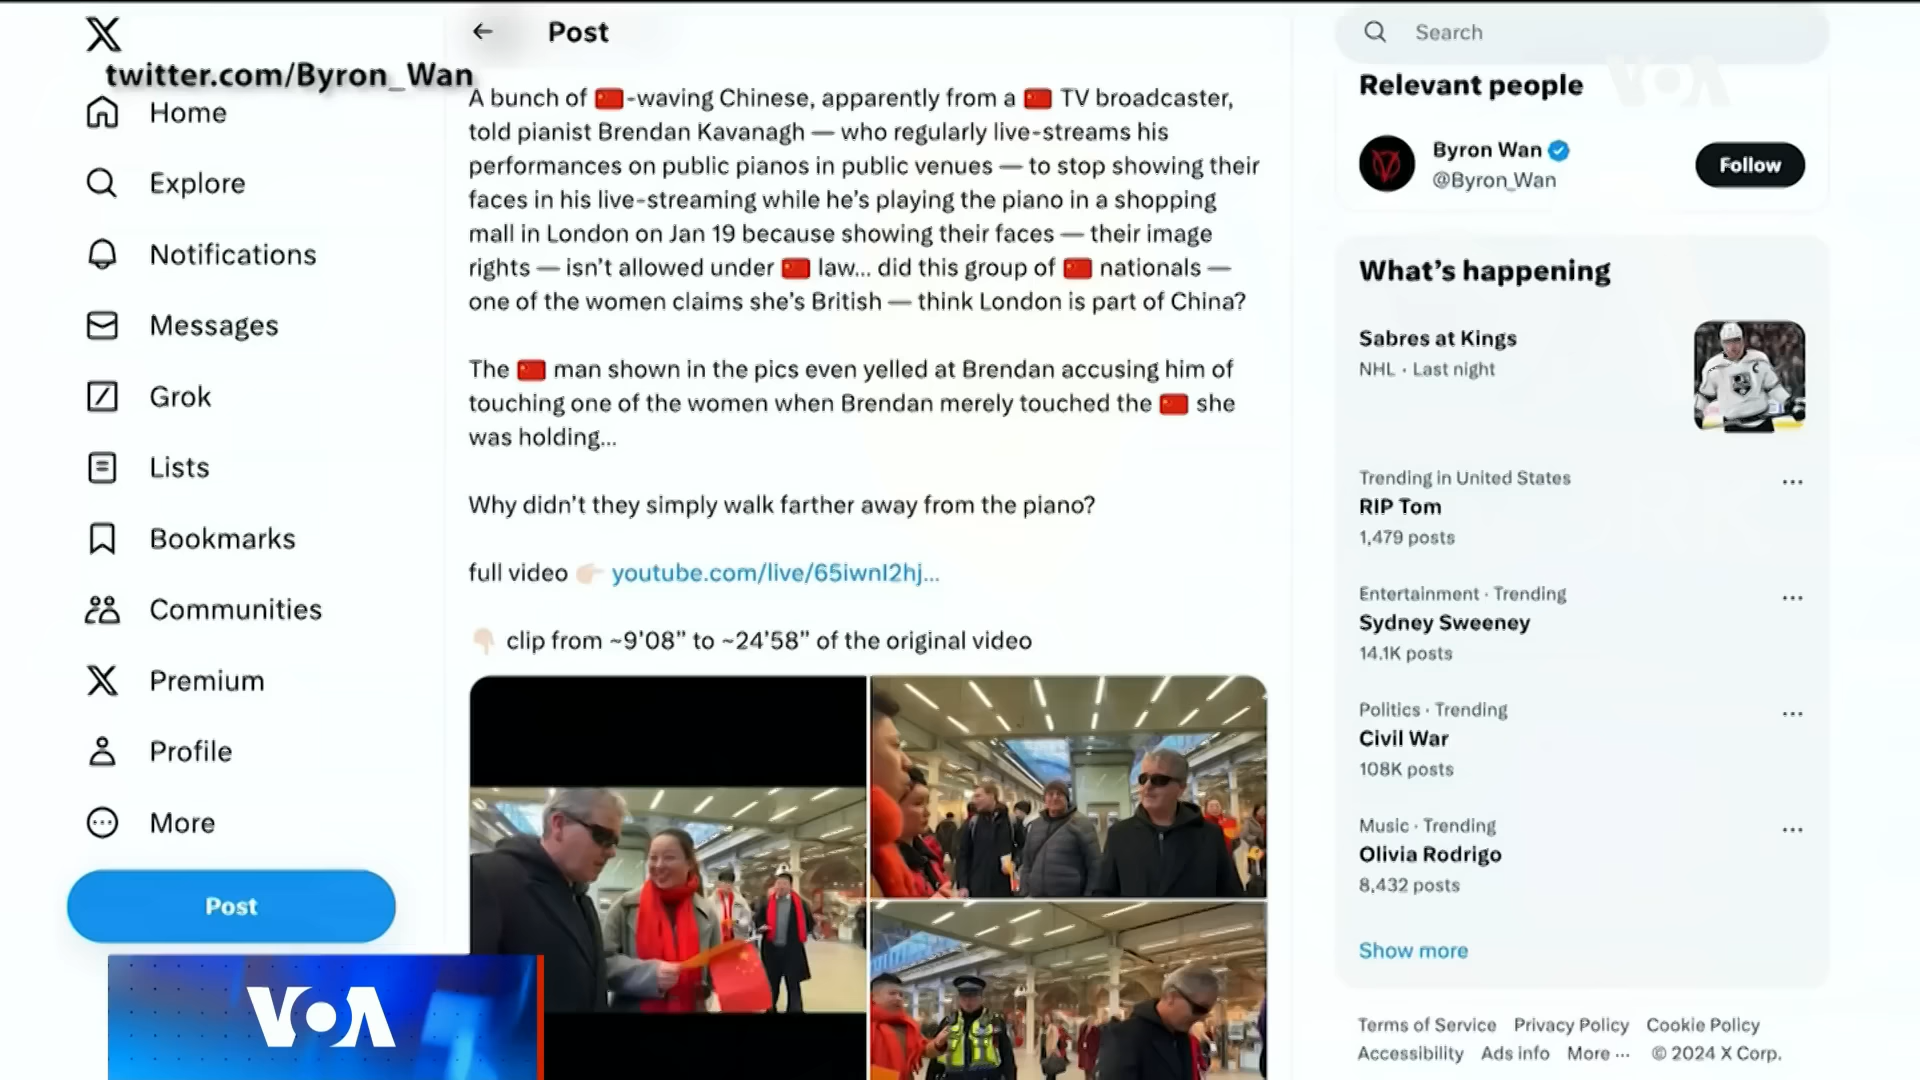 twitter.com/Byron_Wan
Home
Explore
Notifications
Messages
Grok
Lists
Bookmarks
Communities
Premium
Profile
More
Post
Post
A bunch of 🇨🇳-waving Chinese, apparently from a 🇨🇳 TV broadcaster,
told pianist Brendan Kavanagh — who regularly live-streams his
performances on public pianos in public venues — to stop showing their
faces in his live-streaming while he’s playing the piano in a shopping
mall in London on Jan 19 because showing their faces — their image
rights — isn’t allowed under 🇨🇳 law... did this group of 🇨🇳 nationals —
one of the women claims she’s British — think London is part of China?
The 🇨🇳 man shown in the pics even yelled at Brendan accusing him of
touching one of the women when Brendan merely touched the 🇨🇳 she
was holding...
Why didn’t they simply walk farther away from the piano?
full video 👉🏻 youtube.com/live/65iwnI2hj...
👇🏻 clip from ~9’08” to ~24’58” of the original video
Search
VOA
Relevant people
Byron Wan
@Byron_Wan
Follow
What’s happening
Sabres at Kings
NHL · Last night
Trending in United States
RIP Tom
1,479 posts
Entertainment · Trending
Sydney Sweeney
14.1K posts
Politics · Trending
Civil War
108K posts
Music · Trending
Olivia Rodrigo
8,432 posts
Show more
Terms of Service Privacy Policy Cookie Policy
Accessibility Ads info More ··· © 2024 X Corp.
VOA